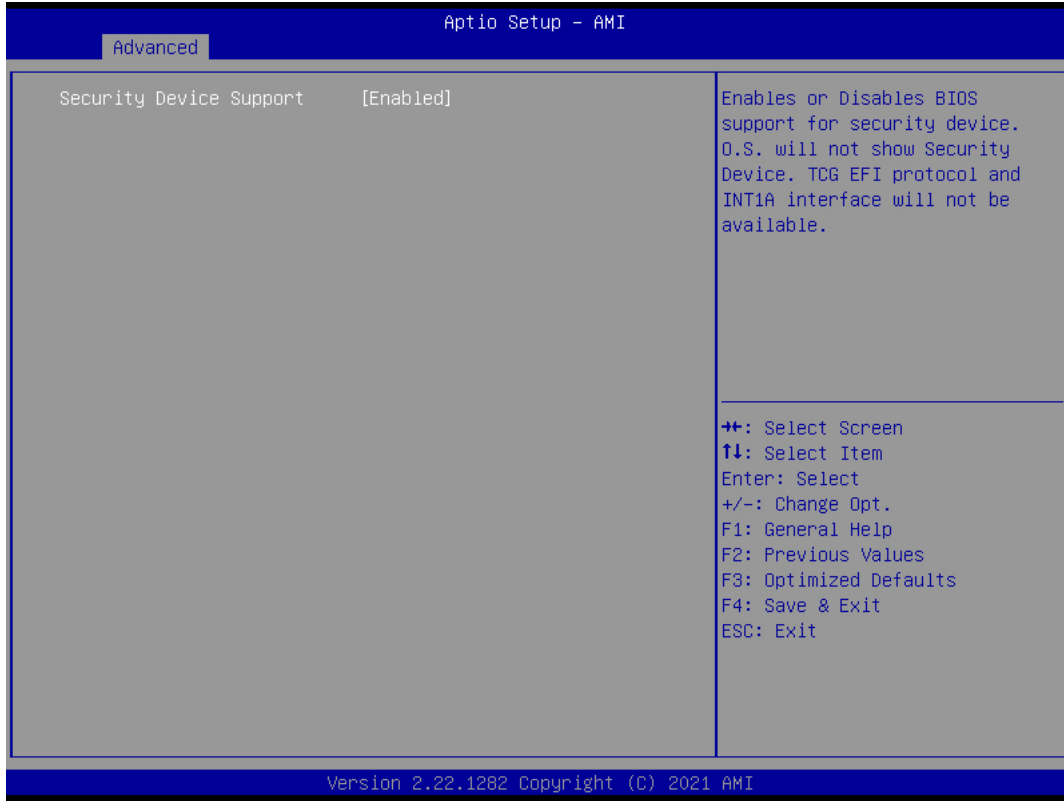 Aptio Setup – AMI
Advanced
Security Device Support [Enabled]
Enables or Disables BIOS
support for security device.
O.S. will not show Security
Device. TCG EFI protocol and
INT1A interface will not be
available.
→←: Select Screen
↑↓: Select Item
Enter: Select
+/-: Change Opt.
F1: General Help
F2: Previous Values
F3: Optimized Defaults
F4: Save & Exit
ESC: Exit
Version 2.22.1282 Copyright (C) 2021 AMI